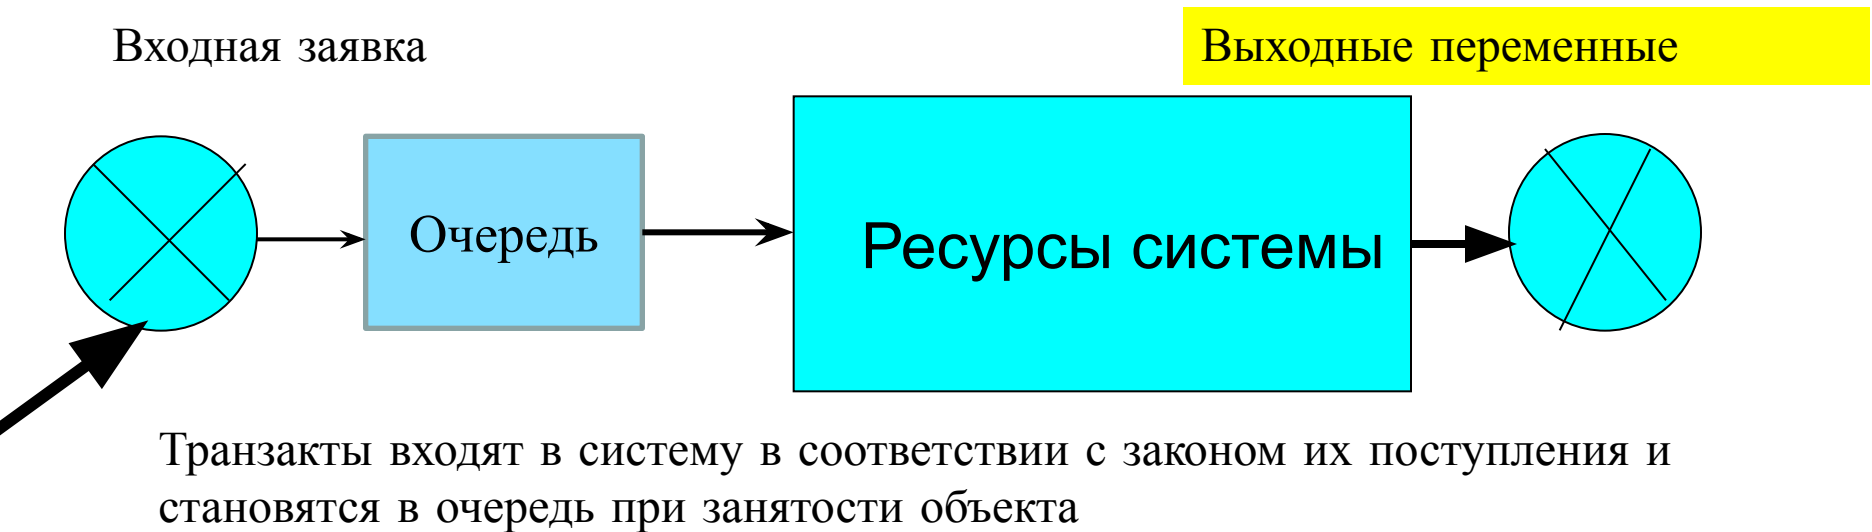 Входная заявка
Выходные переменные
Очередь
Ресурсы системы
Транзакты входят в систему в соответствии с законом их поступления и
становятся в очередь при занятости объекта